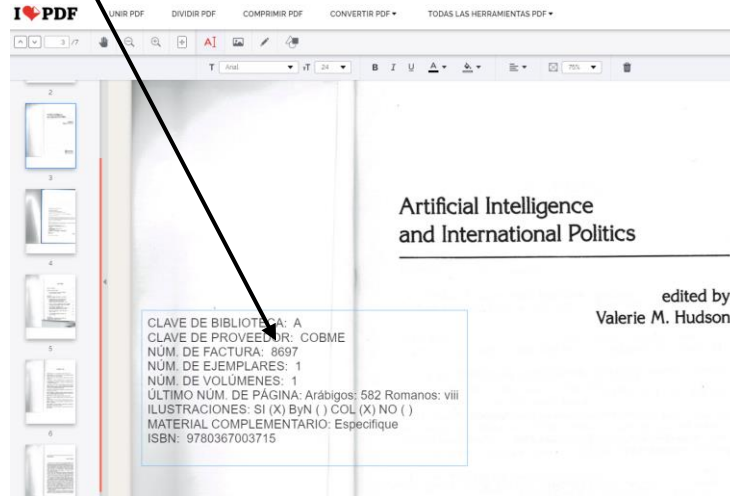 I PDF
UNIR PDF DIVIDIR PDF COMPRIMIR PDF CONVERTIR PDF TODAS LAS HERRAMIENTAS PDF
3 /7
AI
T Arial T 24 B I U A 75%
2
3
4
5
6
4
Artificial Intelligence
and International Politics
edited by
Valerie M. Hudson
CLAVE DE BIBLIOTECA: A
CLAVE DE PROVEEDOR: COBME
NÚM. DE FACTURA: 8697
NÚM. DE EJEMPLARES: 1
NÚM. DE VOLÚMENES: 1
ÚLTIMO NÚM. DE PÁGINA: Arábigos: 582 Romanos: viii
ILUSTRACIONES: SI (X) ByN ( ) COL (X) NO ( )
MATERIAL COMPLEMENTARIO: Especifique
ISBN: 9780367003715